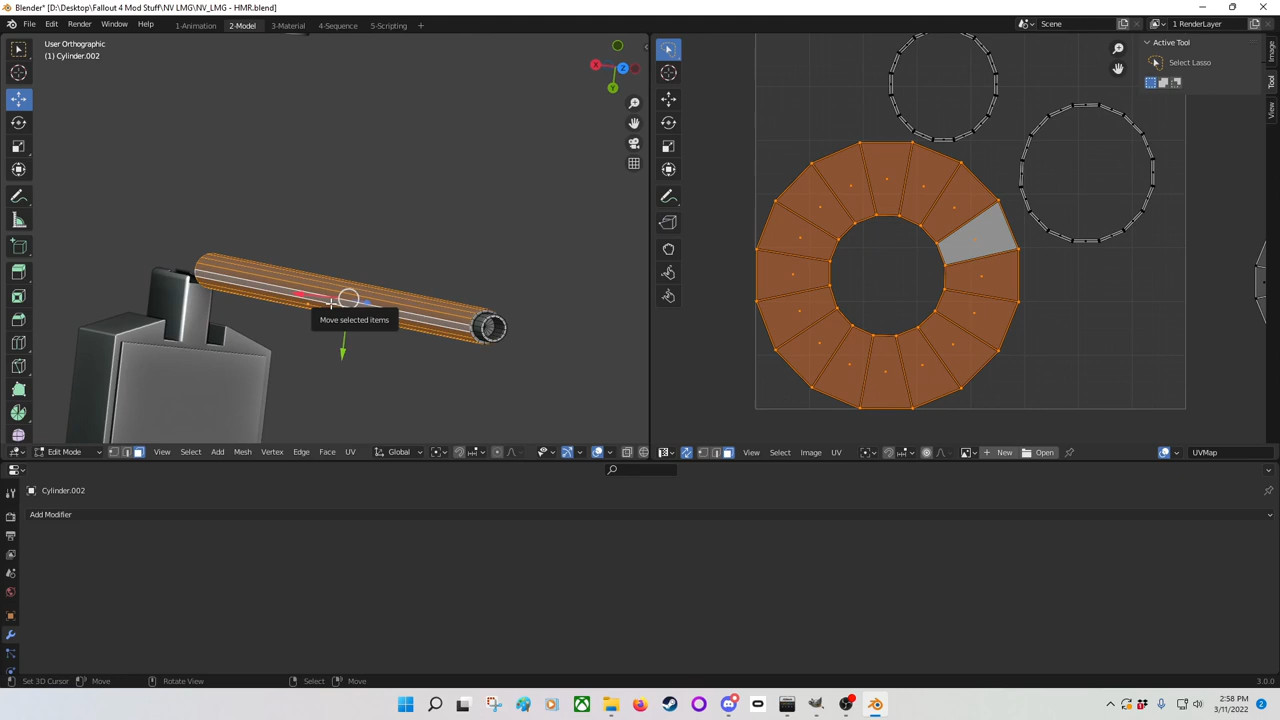 Blender* [D:\Desktop\Fallout 4 Mod Stuff\NV LMG\NV_LMG - HMR.blend]
File Edit Render Window Help 1-Animation 2-Model 3-Material 4-Sequence 5-Scripting + Scene 1 RenderLayer
User Orthographic
(1) Cylinder.002
X Z Y
Active Tool
Select Lasso
Image
Tool
View
Move selected items
Edit Mode View Select Add Mesh Vertex Edge Face UV Global
View Select Image UV New Open UVMap
Cylinder.002
Add Modifier
Set 3D Cursor Move Rotate View Select Move 3.0.0
2:58 PM
3/11/2022
2